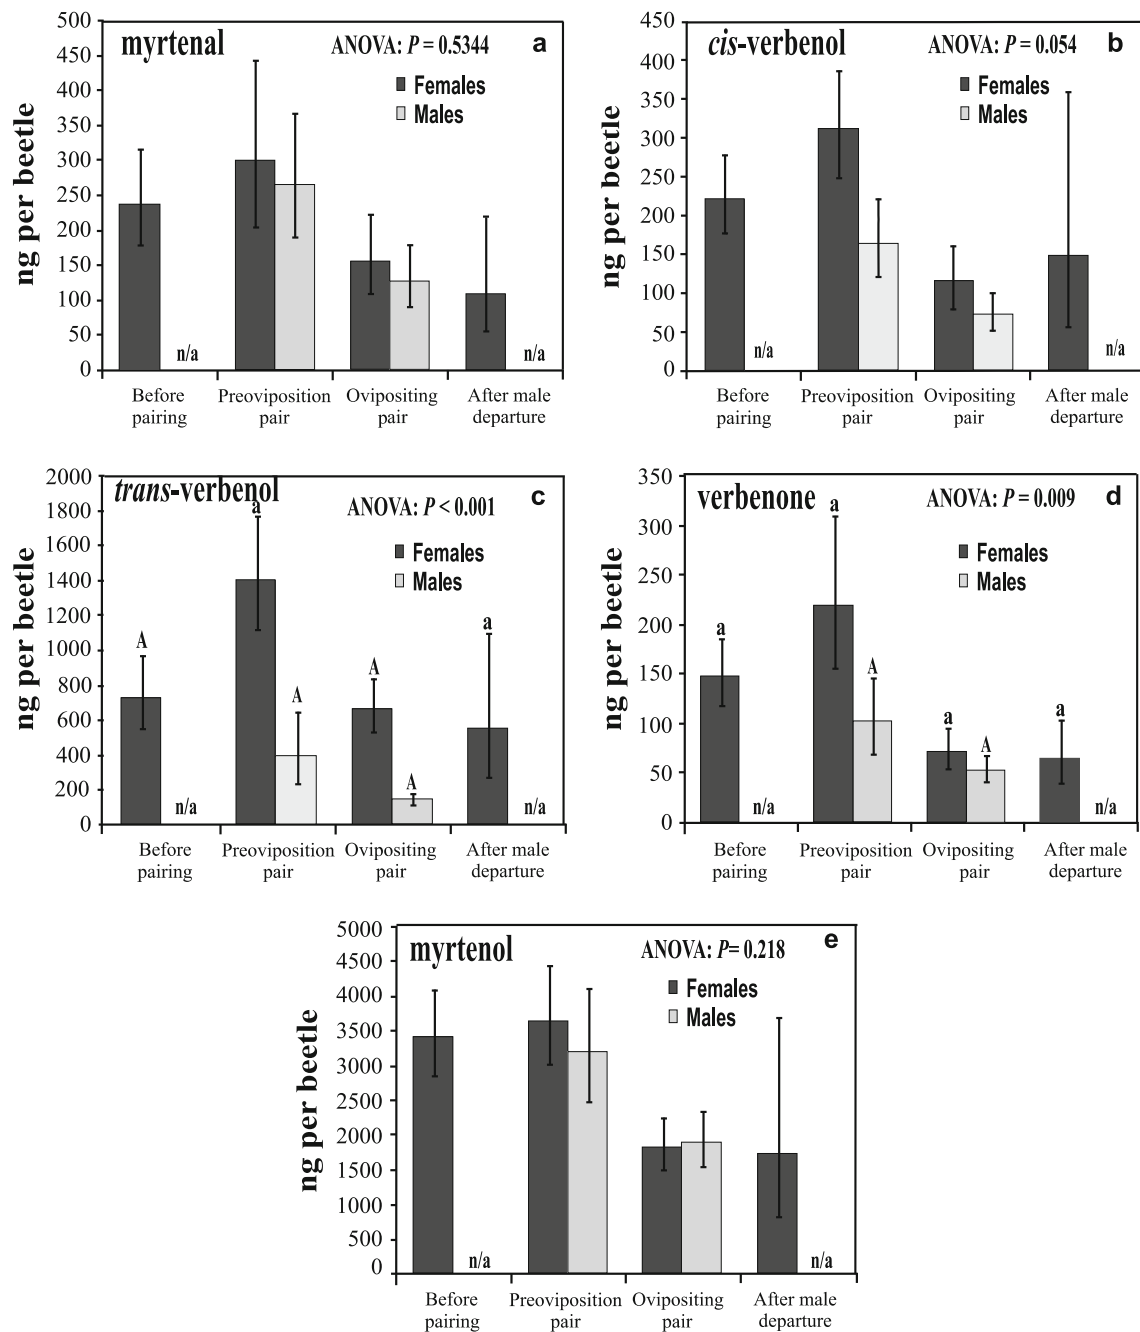 myrtenal
ANOVA: P = 0.5344
a
ng per beetle
500
450
400
350
300
250
200
150
100
50
0
Females
Males
n/a
n/a
Before pairing
Preoviposition pair
Ovipositing pair
After male departure
cis-verbenol
ANOVA: P = 0.054
b
ng per beetle
450
400
350
300
250
200
150
100
50
0
Females
Males
n/a
n/a
Before pairing
Preoviposition pair
Ovipositing pair
After male departure
trans-verbenol
ANOVA: P < 0.001
c
ng per beetle
2000
1800
1600
1400
1200
1000
800
600
400
200
0
Females
Males
A
a
A
A
A
a
n/a
n/a
Before pairing
Preoviposition pair
Ovipositing pair
After male departure
verbenone
ANOVA: P = 0.009
d
ng per beetle
350
300
250
200
150
100
50
0
Females
Males
a
a
A
a
A
a
n/a
n/a
Before pairing
Preoviposition pair
Ovipositing pair
After male departure
myrtenol
ANOVA: P= 0.218
e
ng per beetle
5000
4500
4000
3500
3000
2500
2000
1500
1000
500
0
Females
Males
n/a
n/a
Before pairing
Preoviposition pair
Ovipositing pair
After male departure